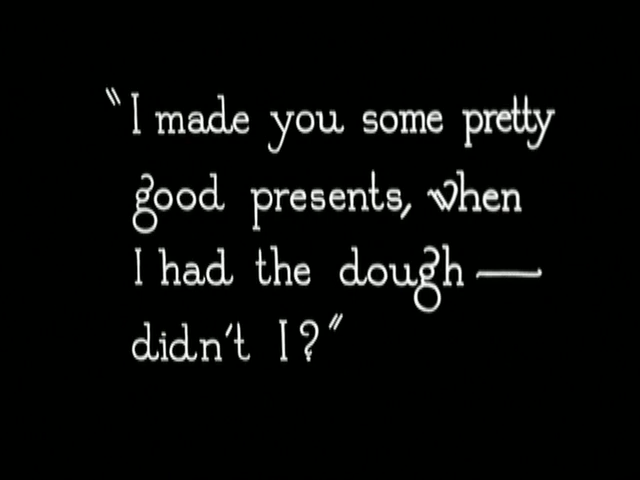 "I made you some pretty
good presents, when
I had the dough —
didn't I?"